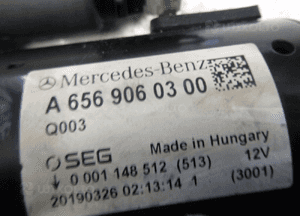 Mercedes-Benz
A 656 906 03 00
Q003
SEG Made in Hungary
0 001 148 512 (513) 12V
20190326 02:13:14 1 (3001)